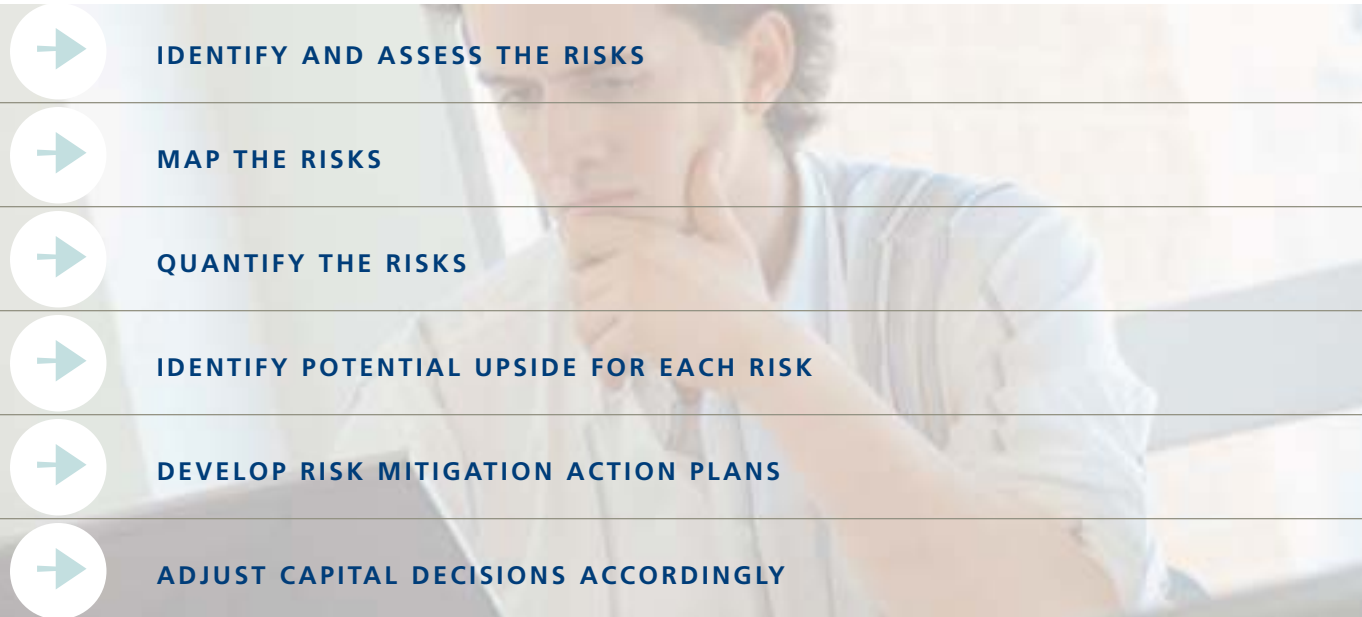 IDENTIFY AND ASSESS THE RISKS
MAP THE RISKS
QUANTIFY THE RISKS
IDENTIFY POTENTIAL UPSIDE FOR EACH RISK
DEVELOP RISK MITIGATION ACTION PLANS
ADJUST CAPITAL DECISIONS ACCORDINGLY